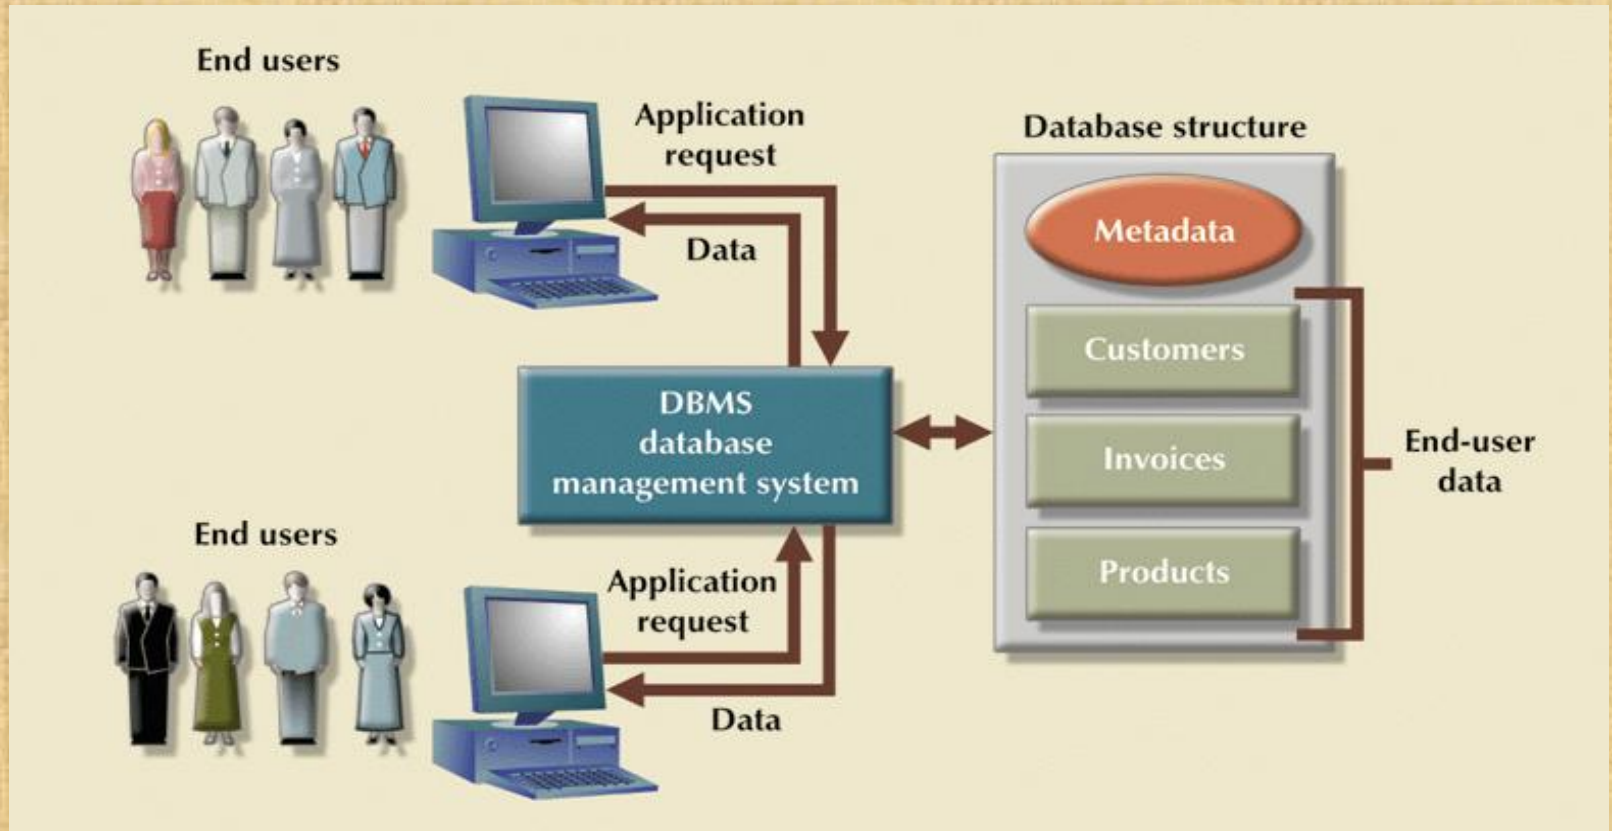 End users
Application
request
Data
Database structure
Metadata
Customers
Invoices
Products
End-user
data
DBMS
database
management system
End users
Application
request
Data